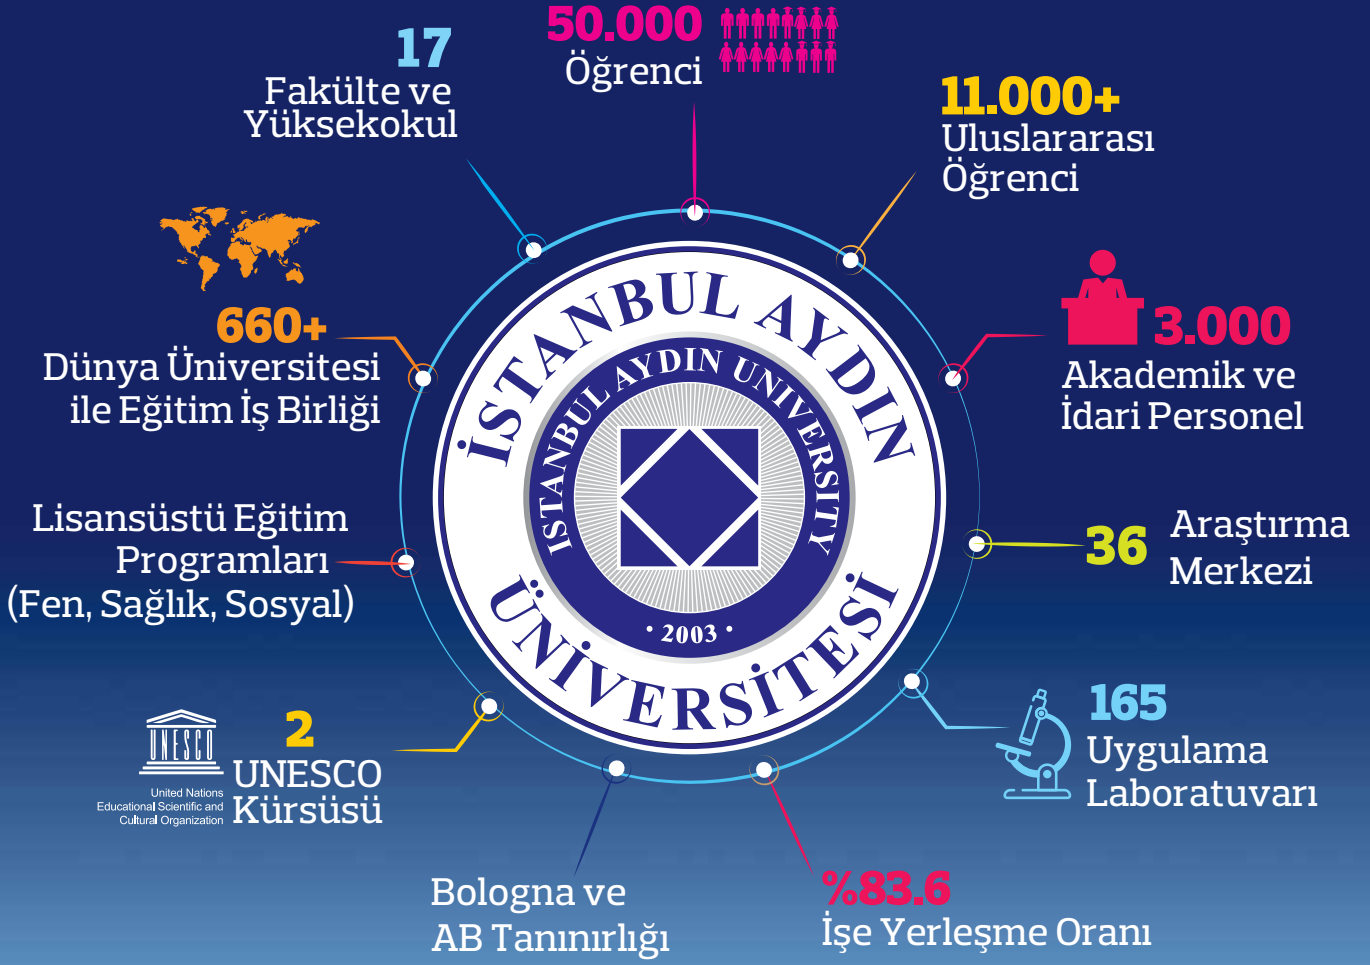 50.000
Öğrenci
17
Fakülte ve
Yüksekokul
11.000+
Uluslararası
Öğrenci
660+
Dünya Üniversitesi
ile Eğitim İş Birliği
3.000
Akademik ve
İdari Personel
İSTANBUL AYDIN
ÜNİVERSİTESİ
ISTANBUL AYDIN UNIVERSITY
· 2003 ·
Lisansüstü Eğitim
Programları
(Fen, Sağlık, Sosyal)
36
Araştırma
Merkezi
UNESCO
United Nations
Educational Scientific and
Cultural Organization
2
UNESCO
Kürsüsü
165
Uygulama
Laboratuvarı
Bologna ve
AB Tanınırlığı
%83.6
İşe Yerleşme Oranı